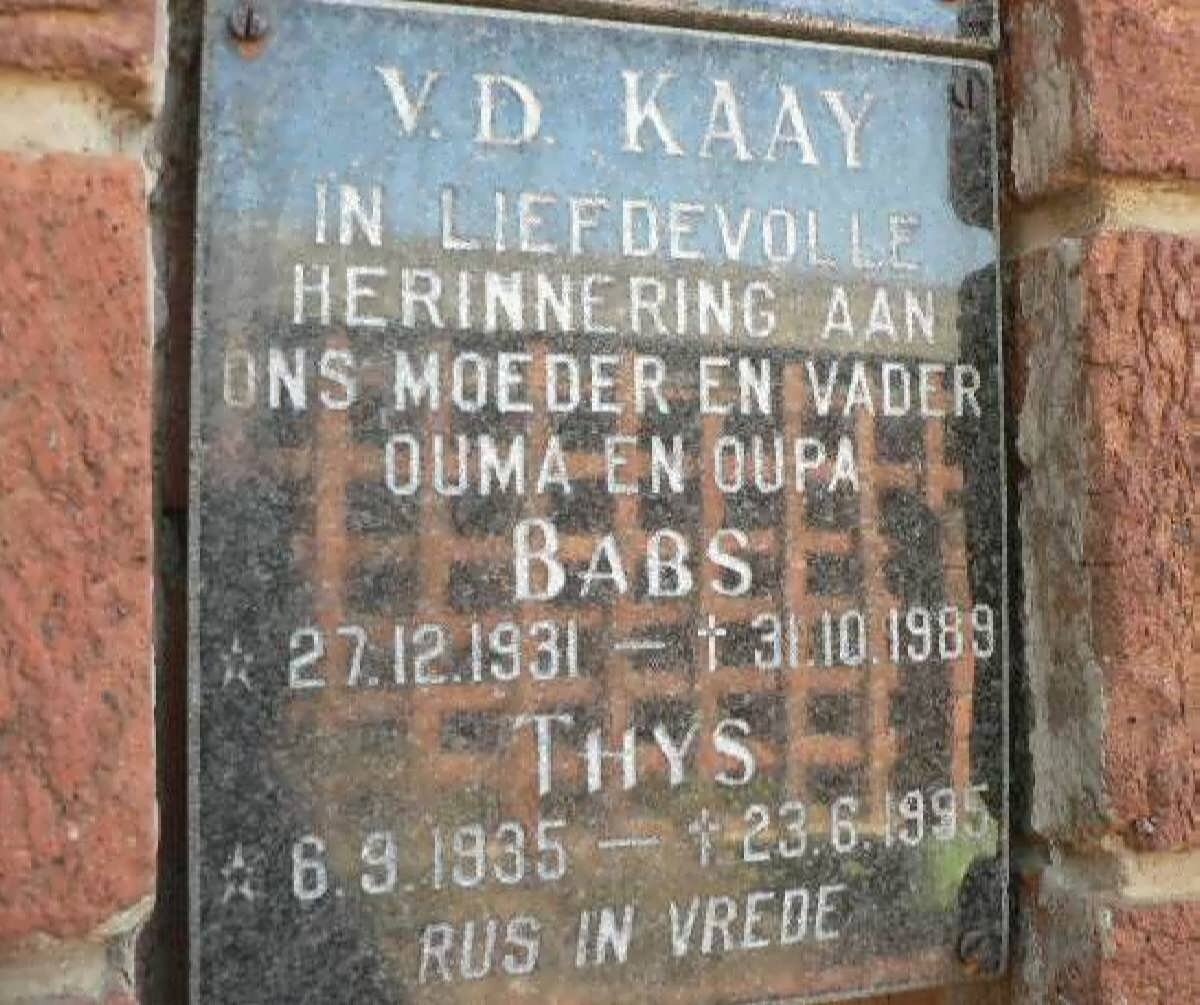 V.D. KAAY
IN LIEFDEVOLLE
HERINNERING AAN
ONS MOEDER EN VADER
OUMA EN OUPA
BABS
☆ 27.12.1931 — † 31.10.1989
THYS
☆ 6.9.1935 — † 23.6.1995
RUS IN VREDE